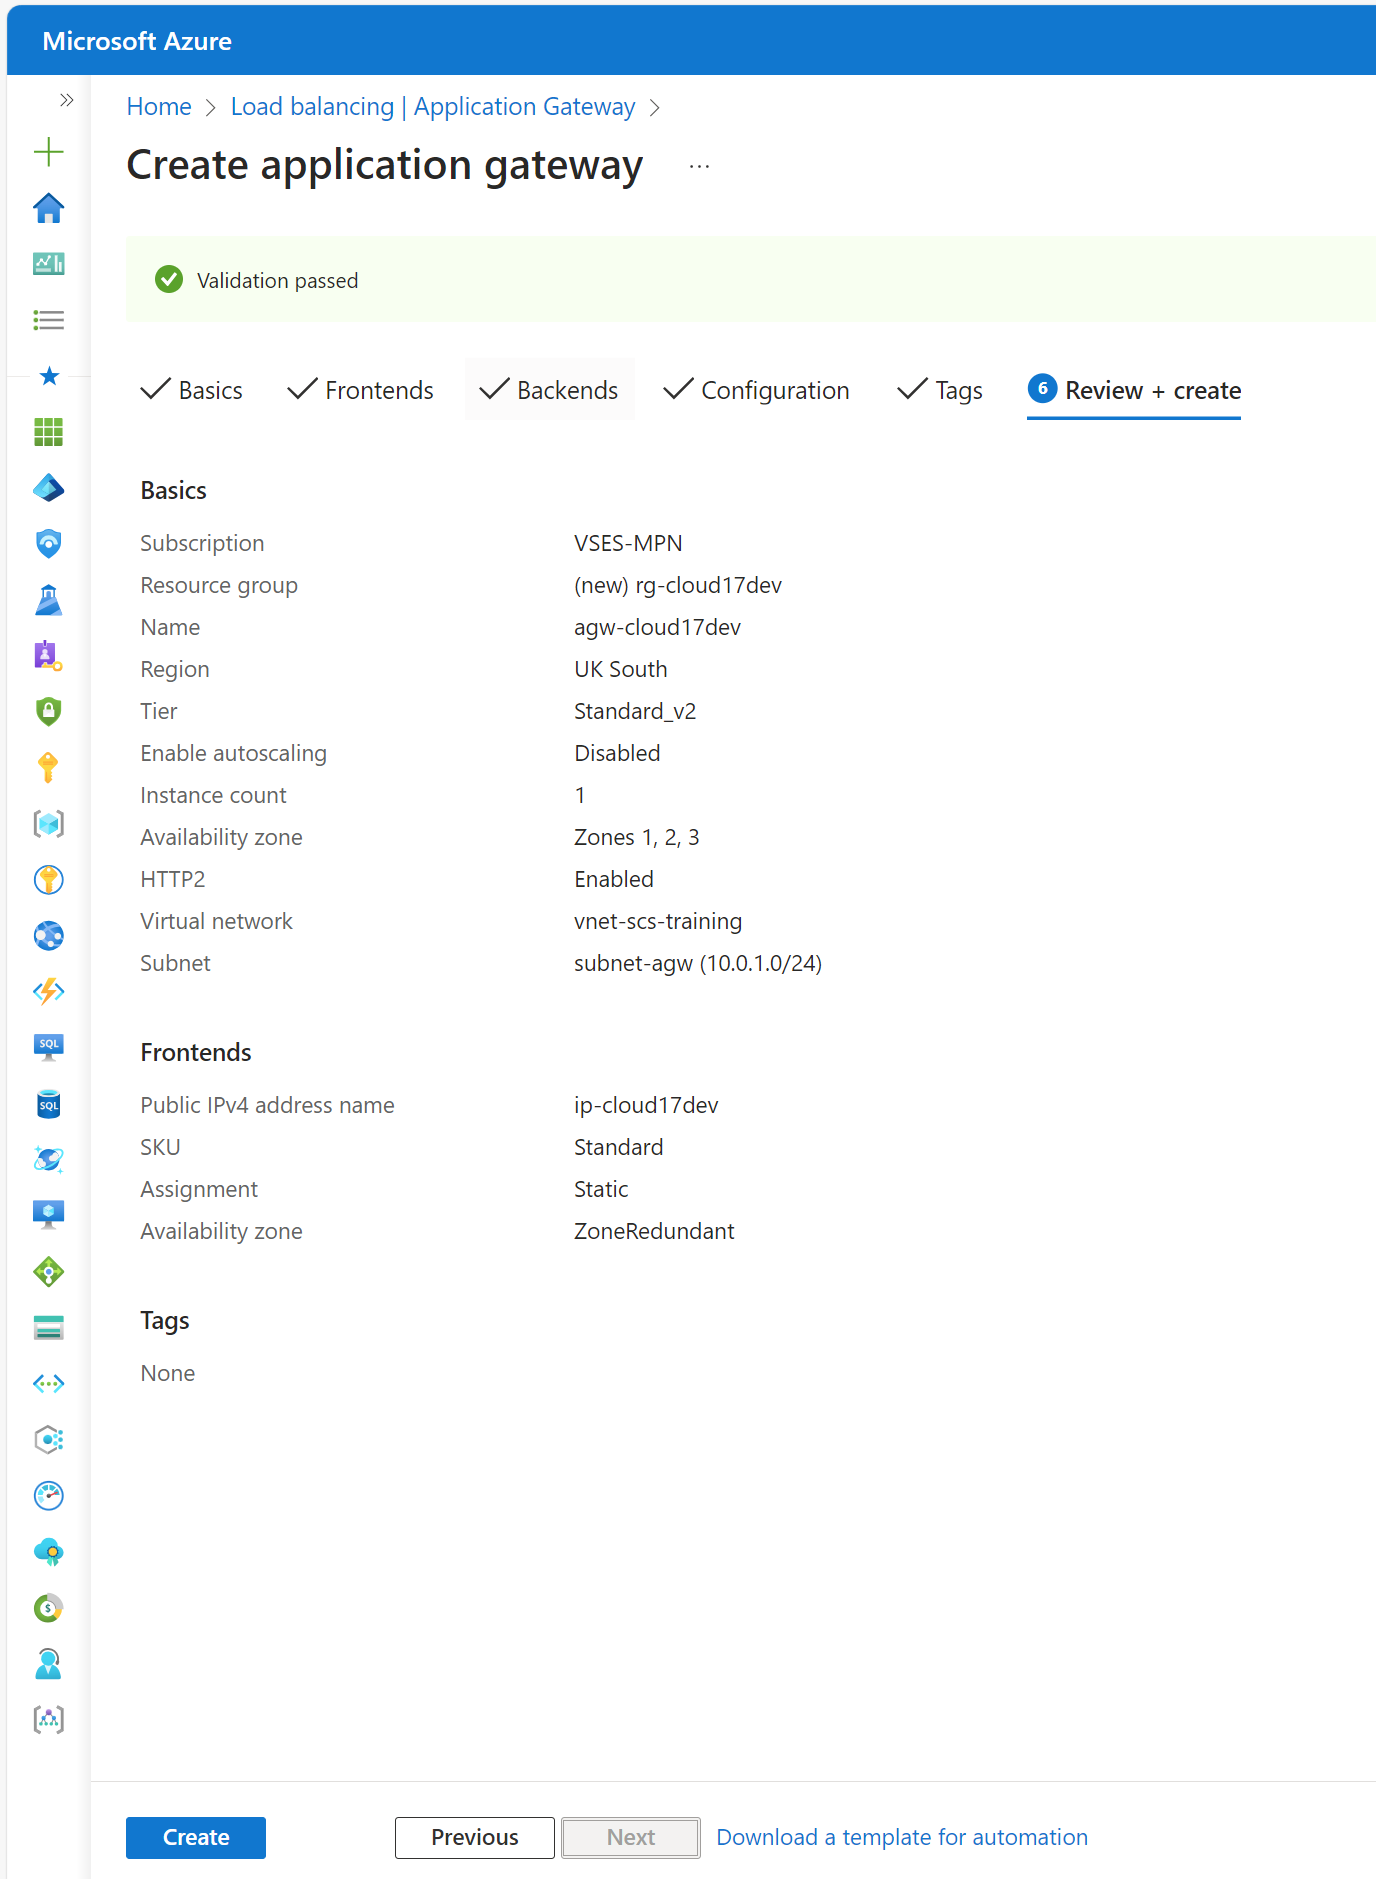 Microsoft Azure
Home > Load balancing | Application Gateway >
Create application gateway ...
Validation passed
Basics Frontends Backends Configuration Tags 6 Review + create
Basics
Subscription VSES-MPN
Resource group (new) rg-cloud17dev
Name agw-cloud17dev
Region UK South
Tier Standard_v2
Enable autoscaling Disabled
Instance count 1
Availability zone Zones 1, 2, 3
HTTP2 Enabled
Virtual network vnet-scs-training
Subnet subnet-agw (10.0.1.0/24)
SQL
Frontends
Public IPv4 address name ip-cloud17dev
SQL
SKU Standard
Assignment Static
Availability zone ZoneRedundant
Tags
None
$
Create Previous Next Download a template for automation